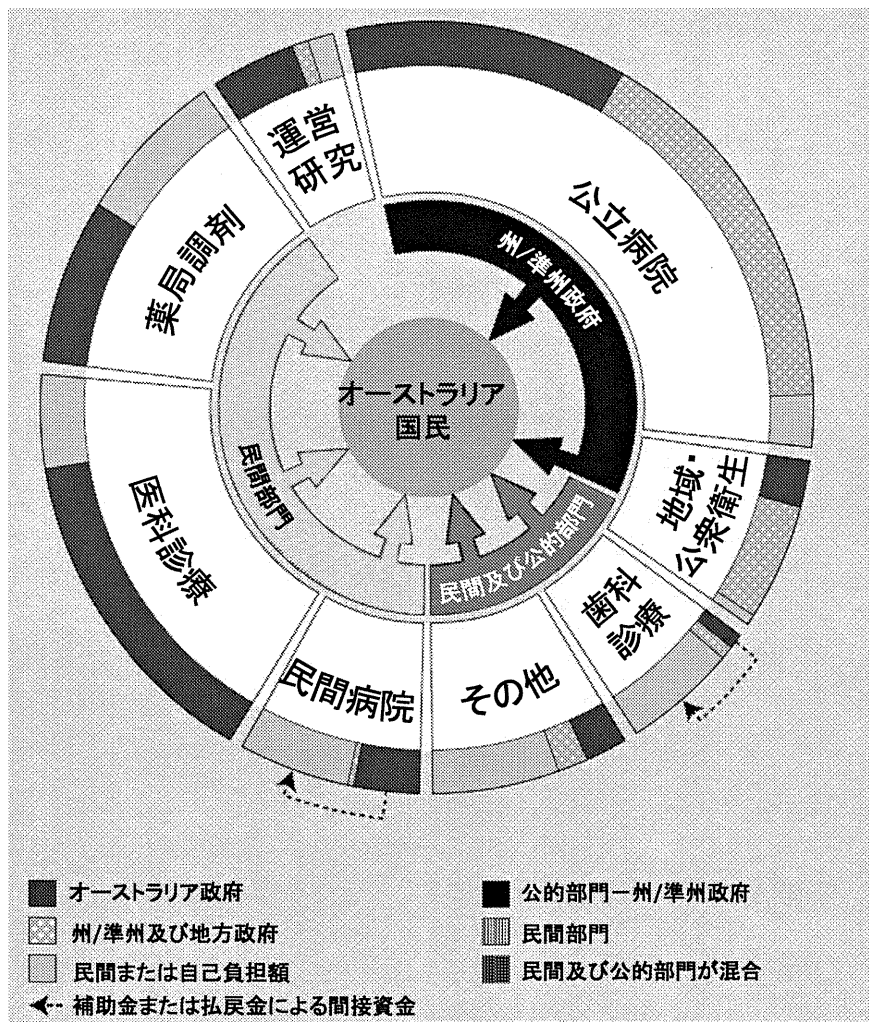 運営
研究
公立病院
薬局調剤
州/準州政府
オーストラリア
国民
民間部門
地域・
公衆衛生
医科診療
民間及び公的部門
歯科
診療
民間病院
その他
オーストラリア政府
州/準州及び地方政府
民間または自己負担額
補助金または払戻金による間接資金
公的部門ー州/準州政府
民間部門
民間及び公的部門が混合